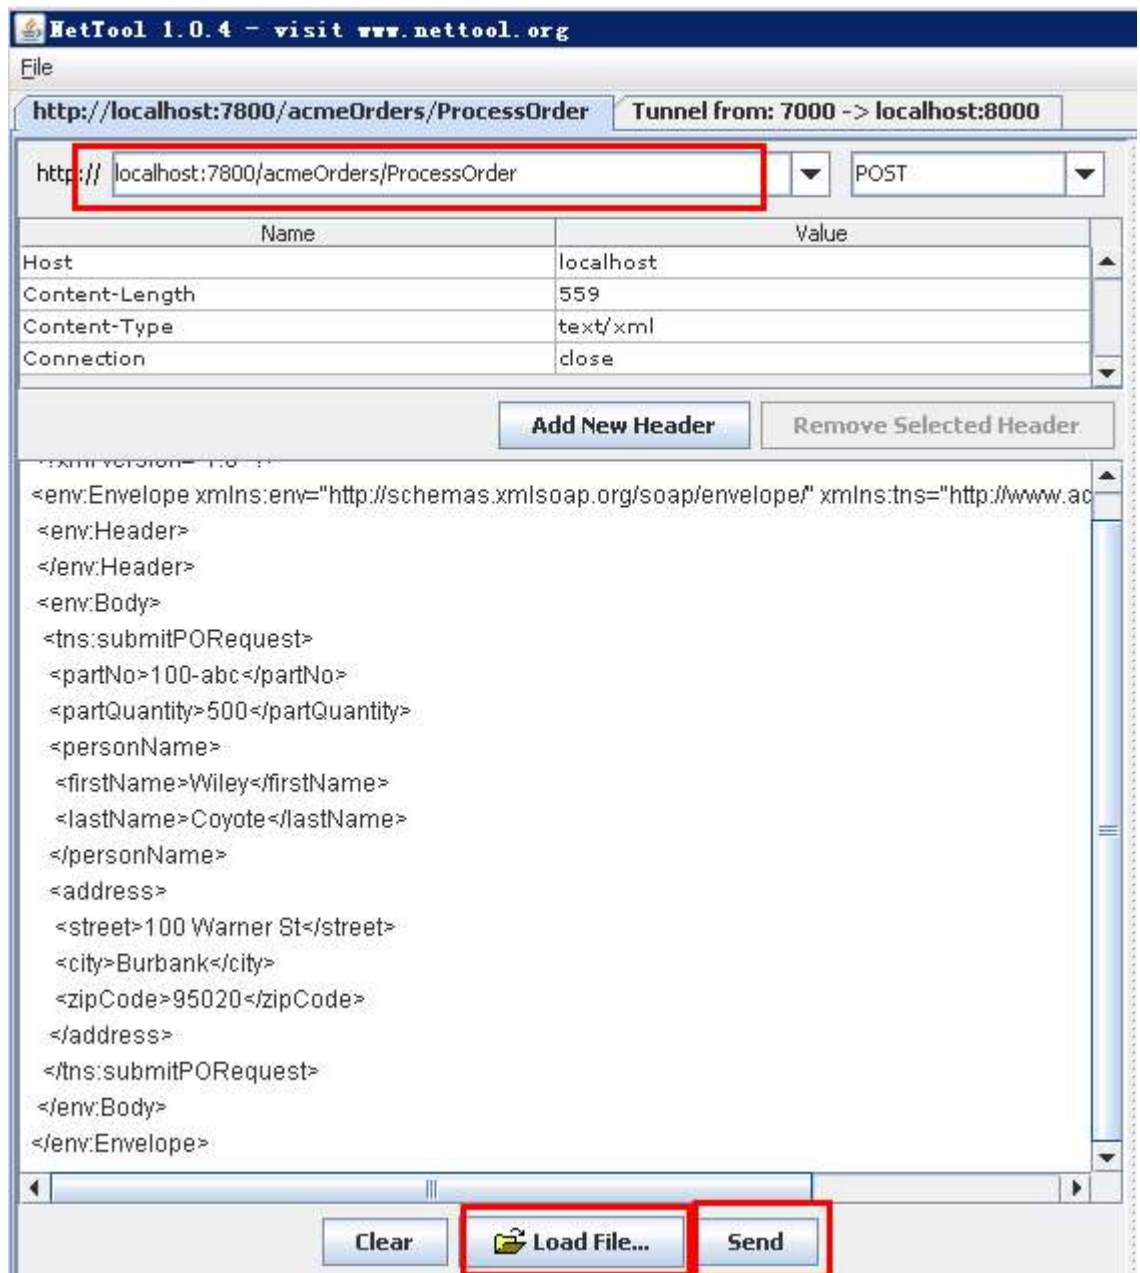 NetTool 1.0.4 - visit www.nettool.org
File
http://localhost:7800/acmeOrders/ProcessOrder Tunnel from: 7000 -> localhost:8000
http:// localhost:7800/acmeOrders/ProcessOrder POST
Name Value
Host localhost
Content-Length 559
Content-Type text/xml
Connection close
Add New Header Remove Selected Header
<?xml version="1.0"?>
<env:Envelope xmlns:env="http://schemas.xmlsoap.org/soap/envelope/" xmlns:tns="http://www.ac
<env:Header>
</env:Header>
<env:Body>
<tns:submitPORequest>
<partNo>100-abc</partNo>
<partQuantity>500</partQuantity>
<personName>
<firstName>Wiley</firstName>
<lastName>Coyote</lastName>
</personName>
<address>
<street>100 Warner St</street>
<city>Burbank</city>
<zipCode>95020</zipCode>
</address>
</tns:submitPORequest>
</env:Body>
</env:Envelope>
Clear Load File... Send